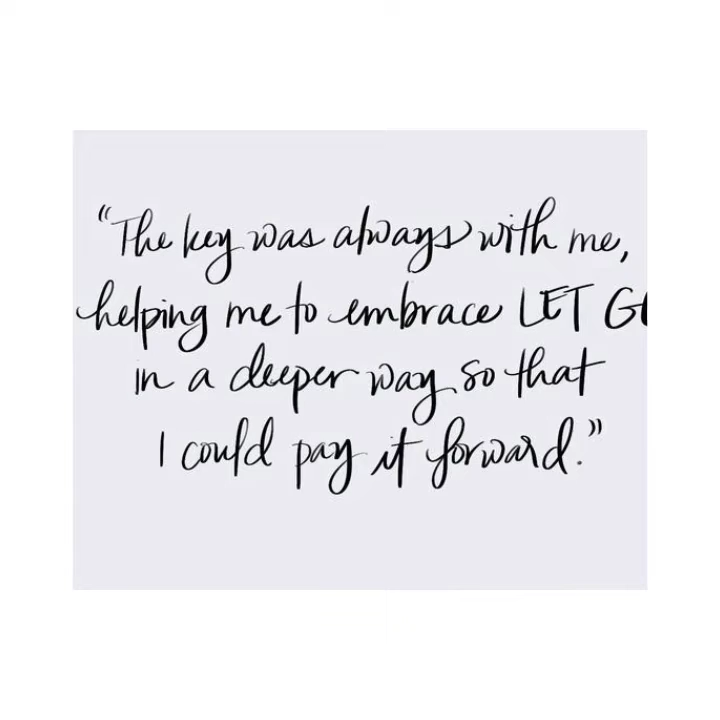 “The key was always with me,
helping me to embrace LET GO
in a deeper way so that
I could pay it forward.”